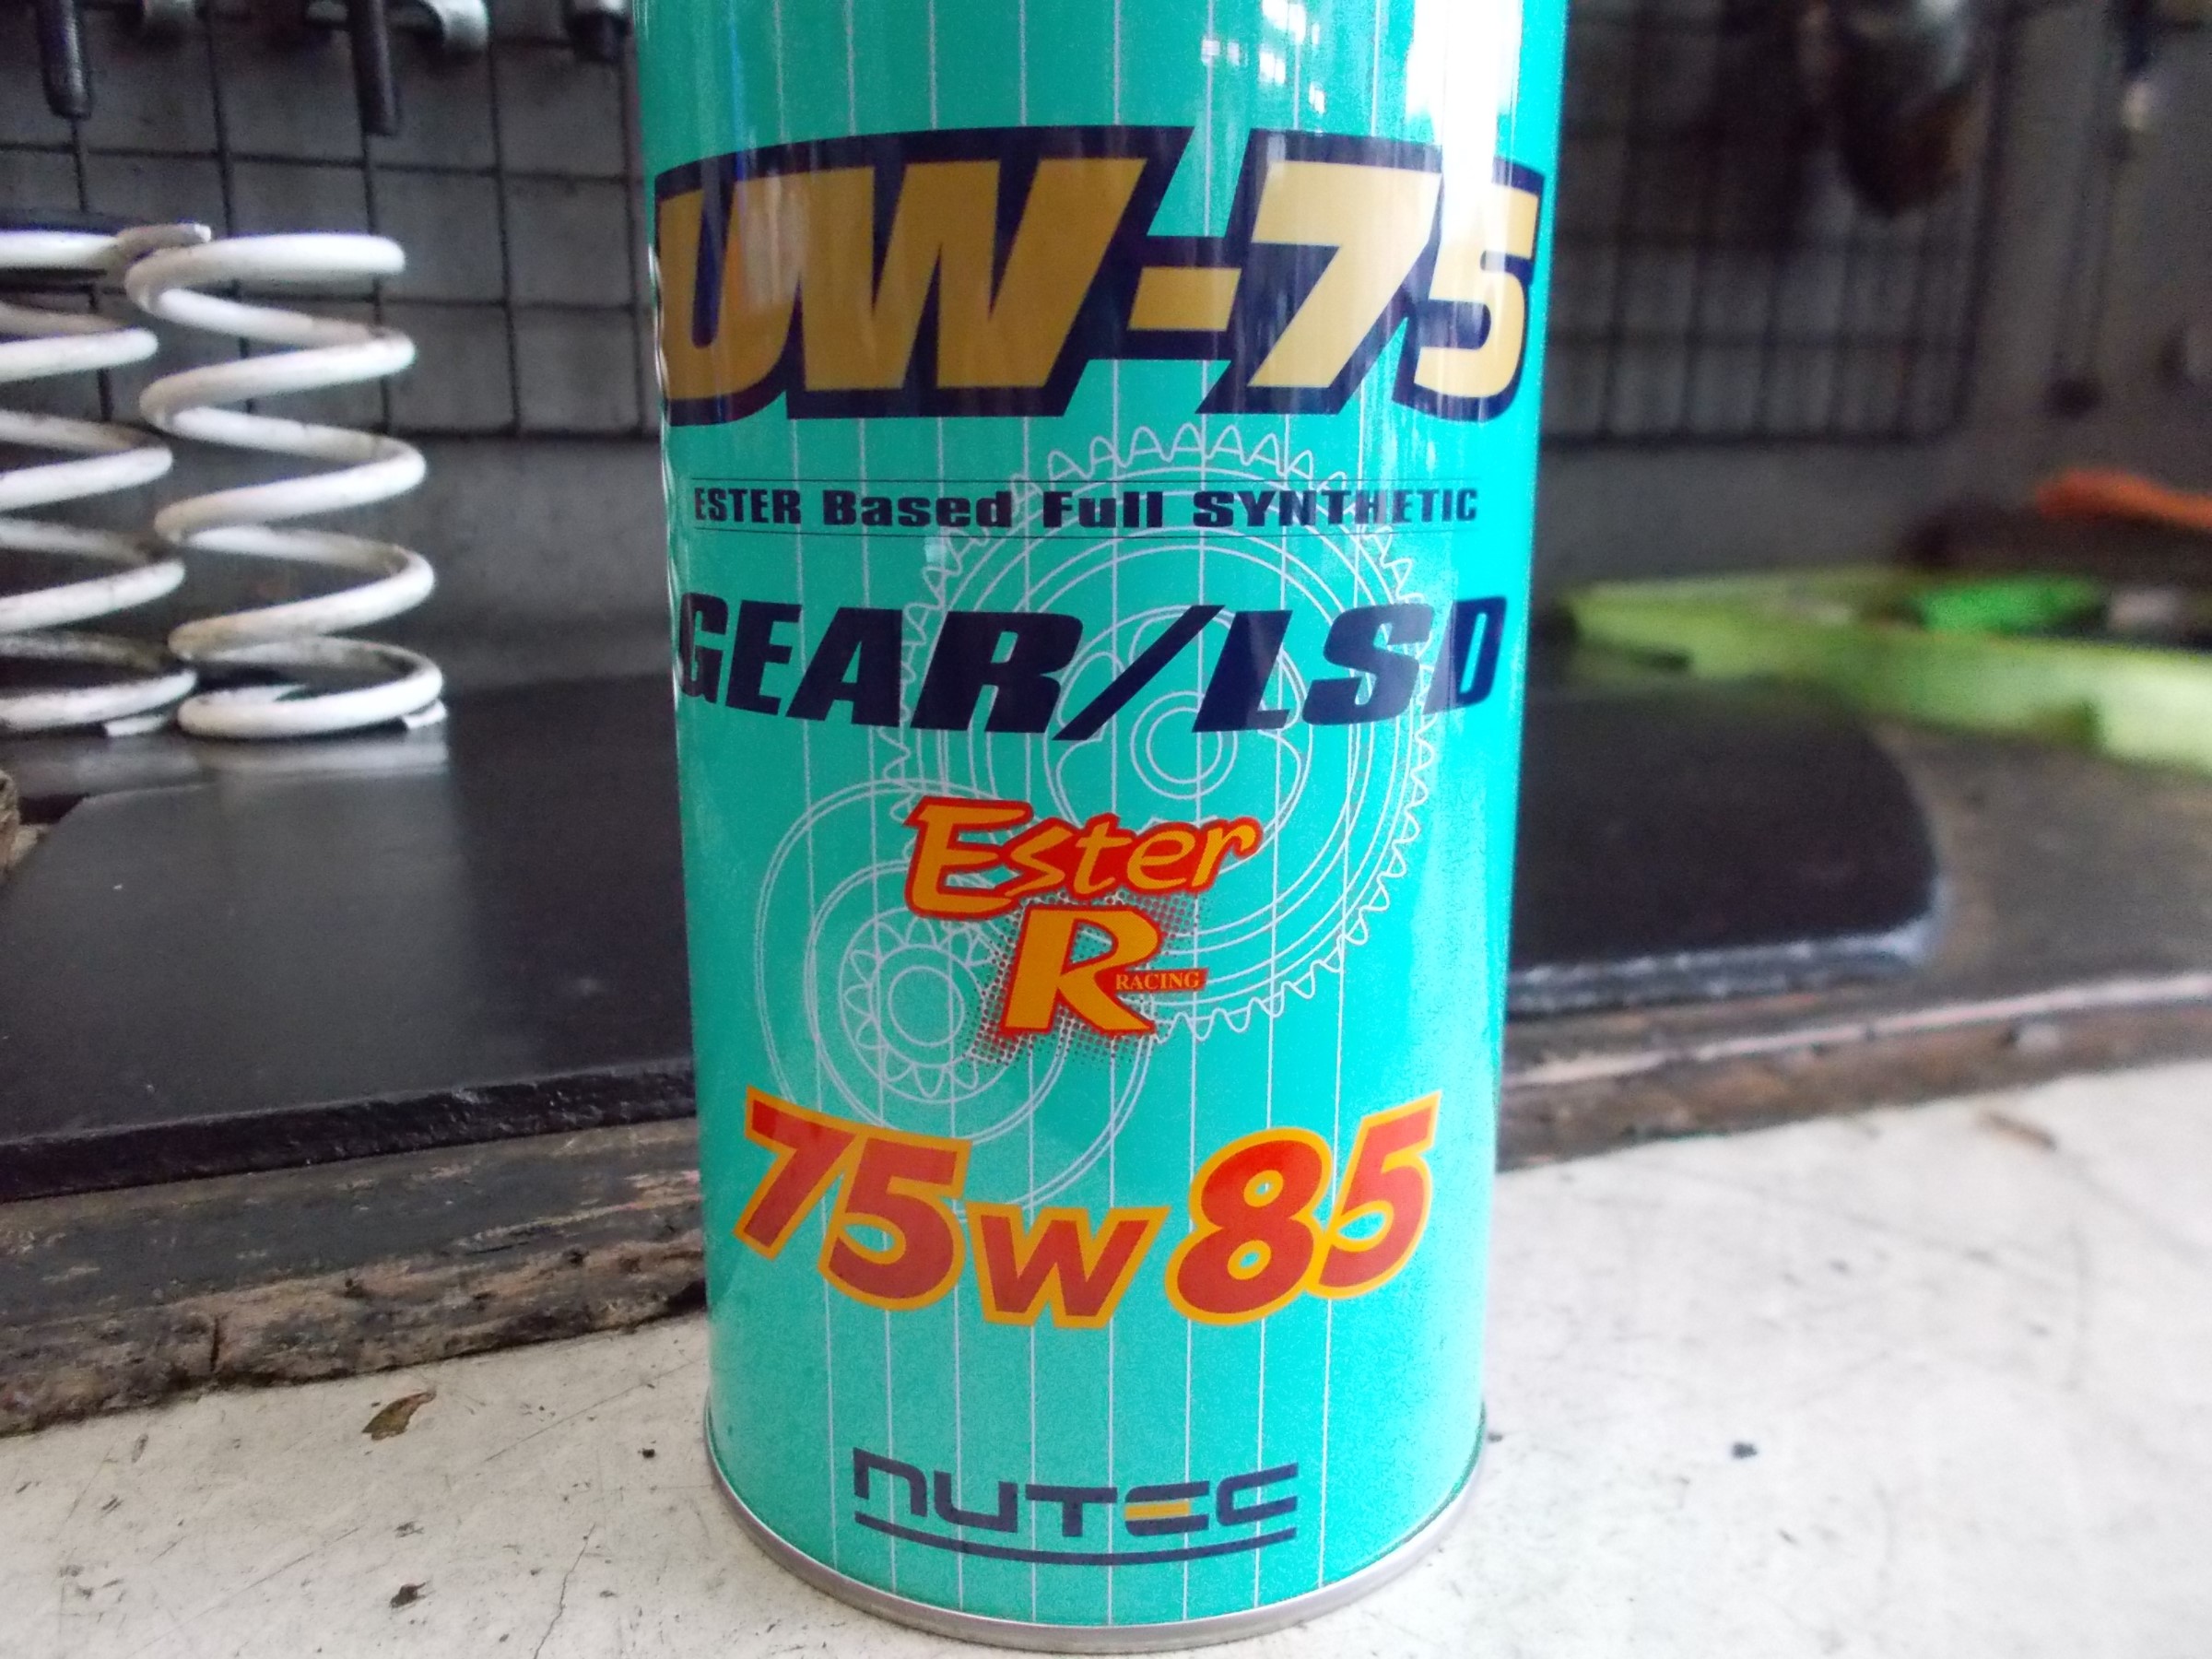 UW-75
ESTER Based Full SYNTHETIC
GEAR/LSD
Ester
R RACING
75W85
NUTEC